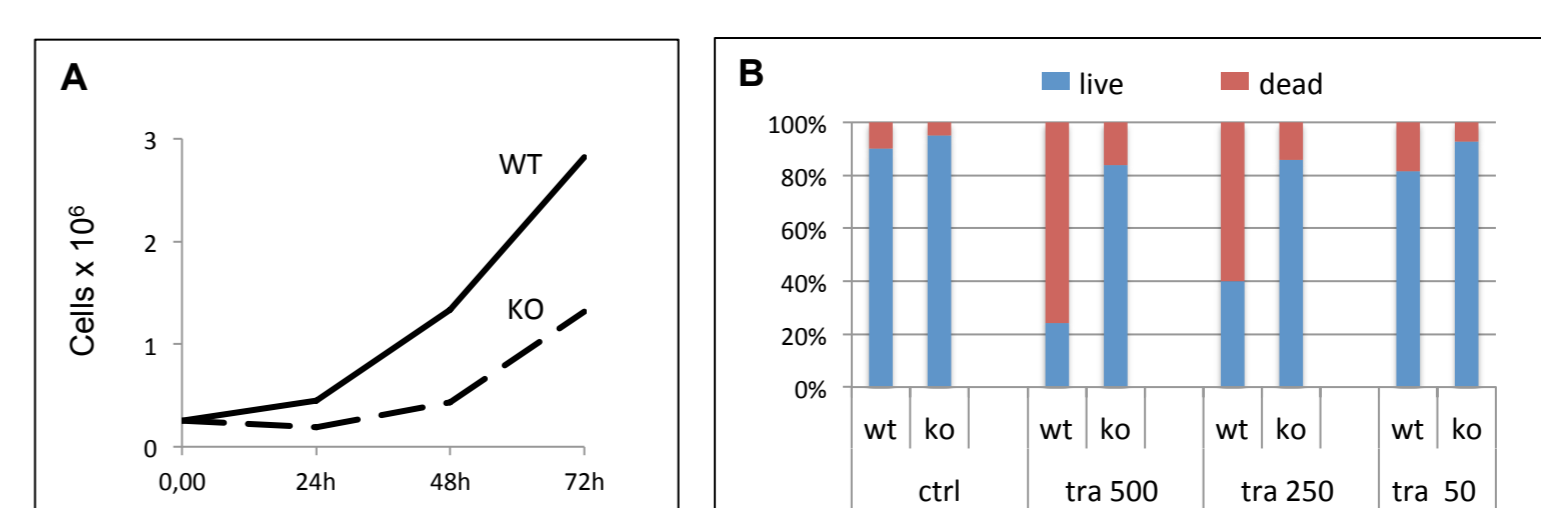 A
3
2
1
0
Cells x 10⁶
WT
KO
0,00 24h 48h 72h
B
live dead
100%
80%
60%
40%
20%
0%
wt ko wt ko wt ko wt ko
ctrl tra 500 tra 250 tra 50